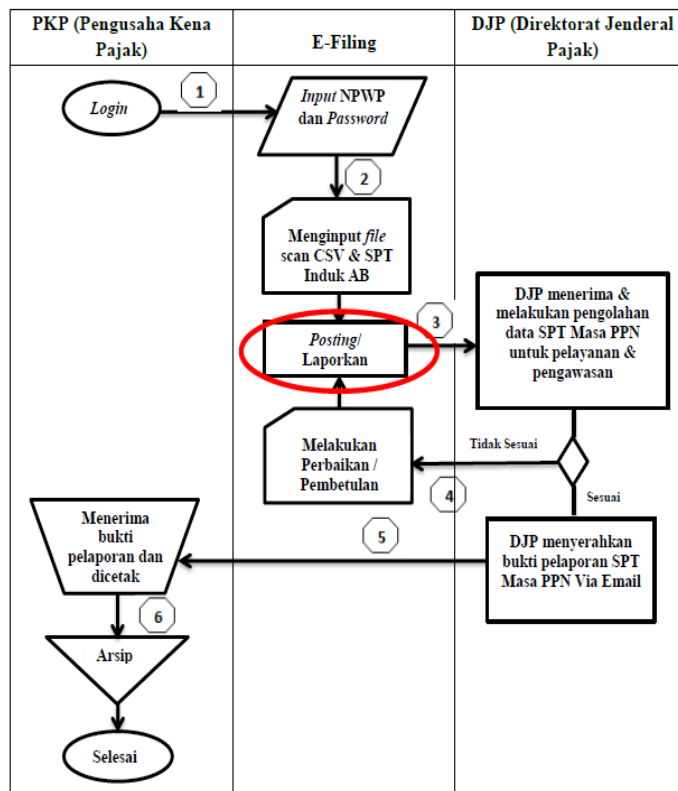 PKP (Pengusaha Kena
Pajak)
E-Filing
DJP (Direktorat Jenderal
Pajak)
Login
1
Input NPWP
dan Password
2
Menginput file
scan CSV & SPT
Induk AB
Posting/
Laporkan
3
DJP menerima &
melakukan pengolahan
data SPT Masa PPN
untuk pelayanan &
pengawasan
Tidak Sesuai
Melakukan
Perbaikan /
Pembetulan
4
Sesuai
DJP menyerahkan
bukti pelaporan SPT
Masa PPN Via Email
5
Menerima
bukti
pelaporan dan
dicetak
6
Arsip
Selesai